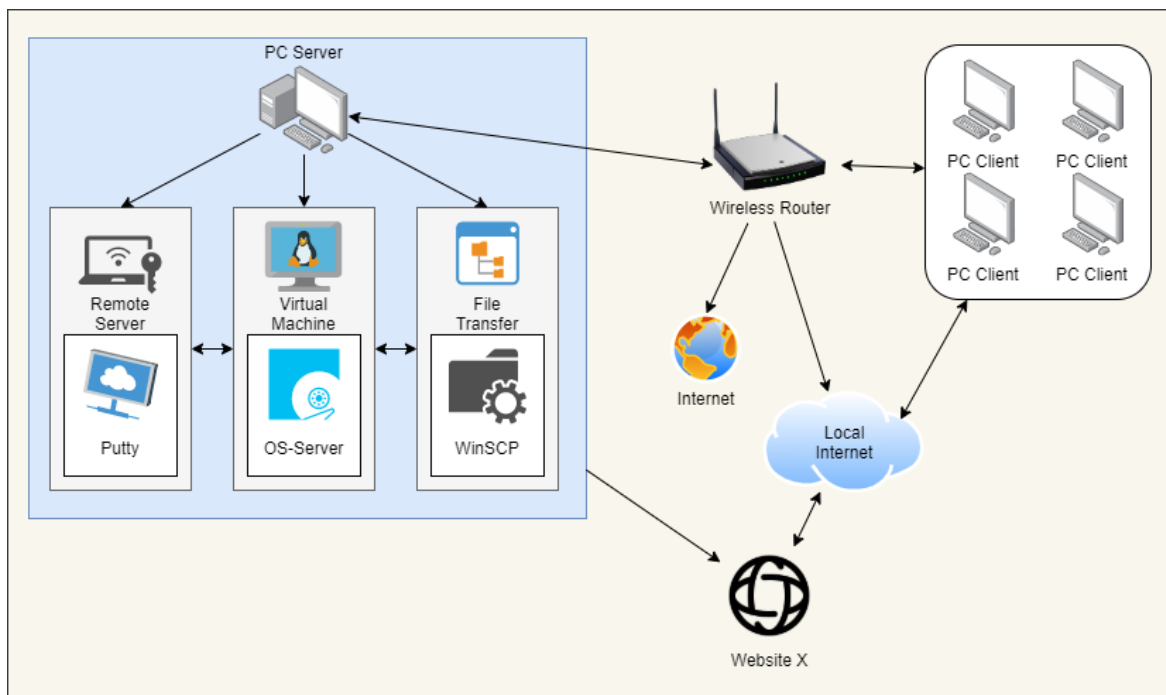 PC Server
Remote
Server
Putty
Virtual
Machine
OS-Server
File
Transfer
WinSCP
Wireless Router
PC Client
PC Client
PC Client
PC Client
Internet
Local
Internet
Website X